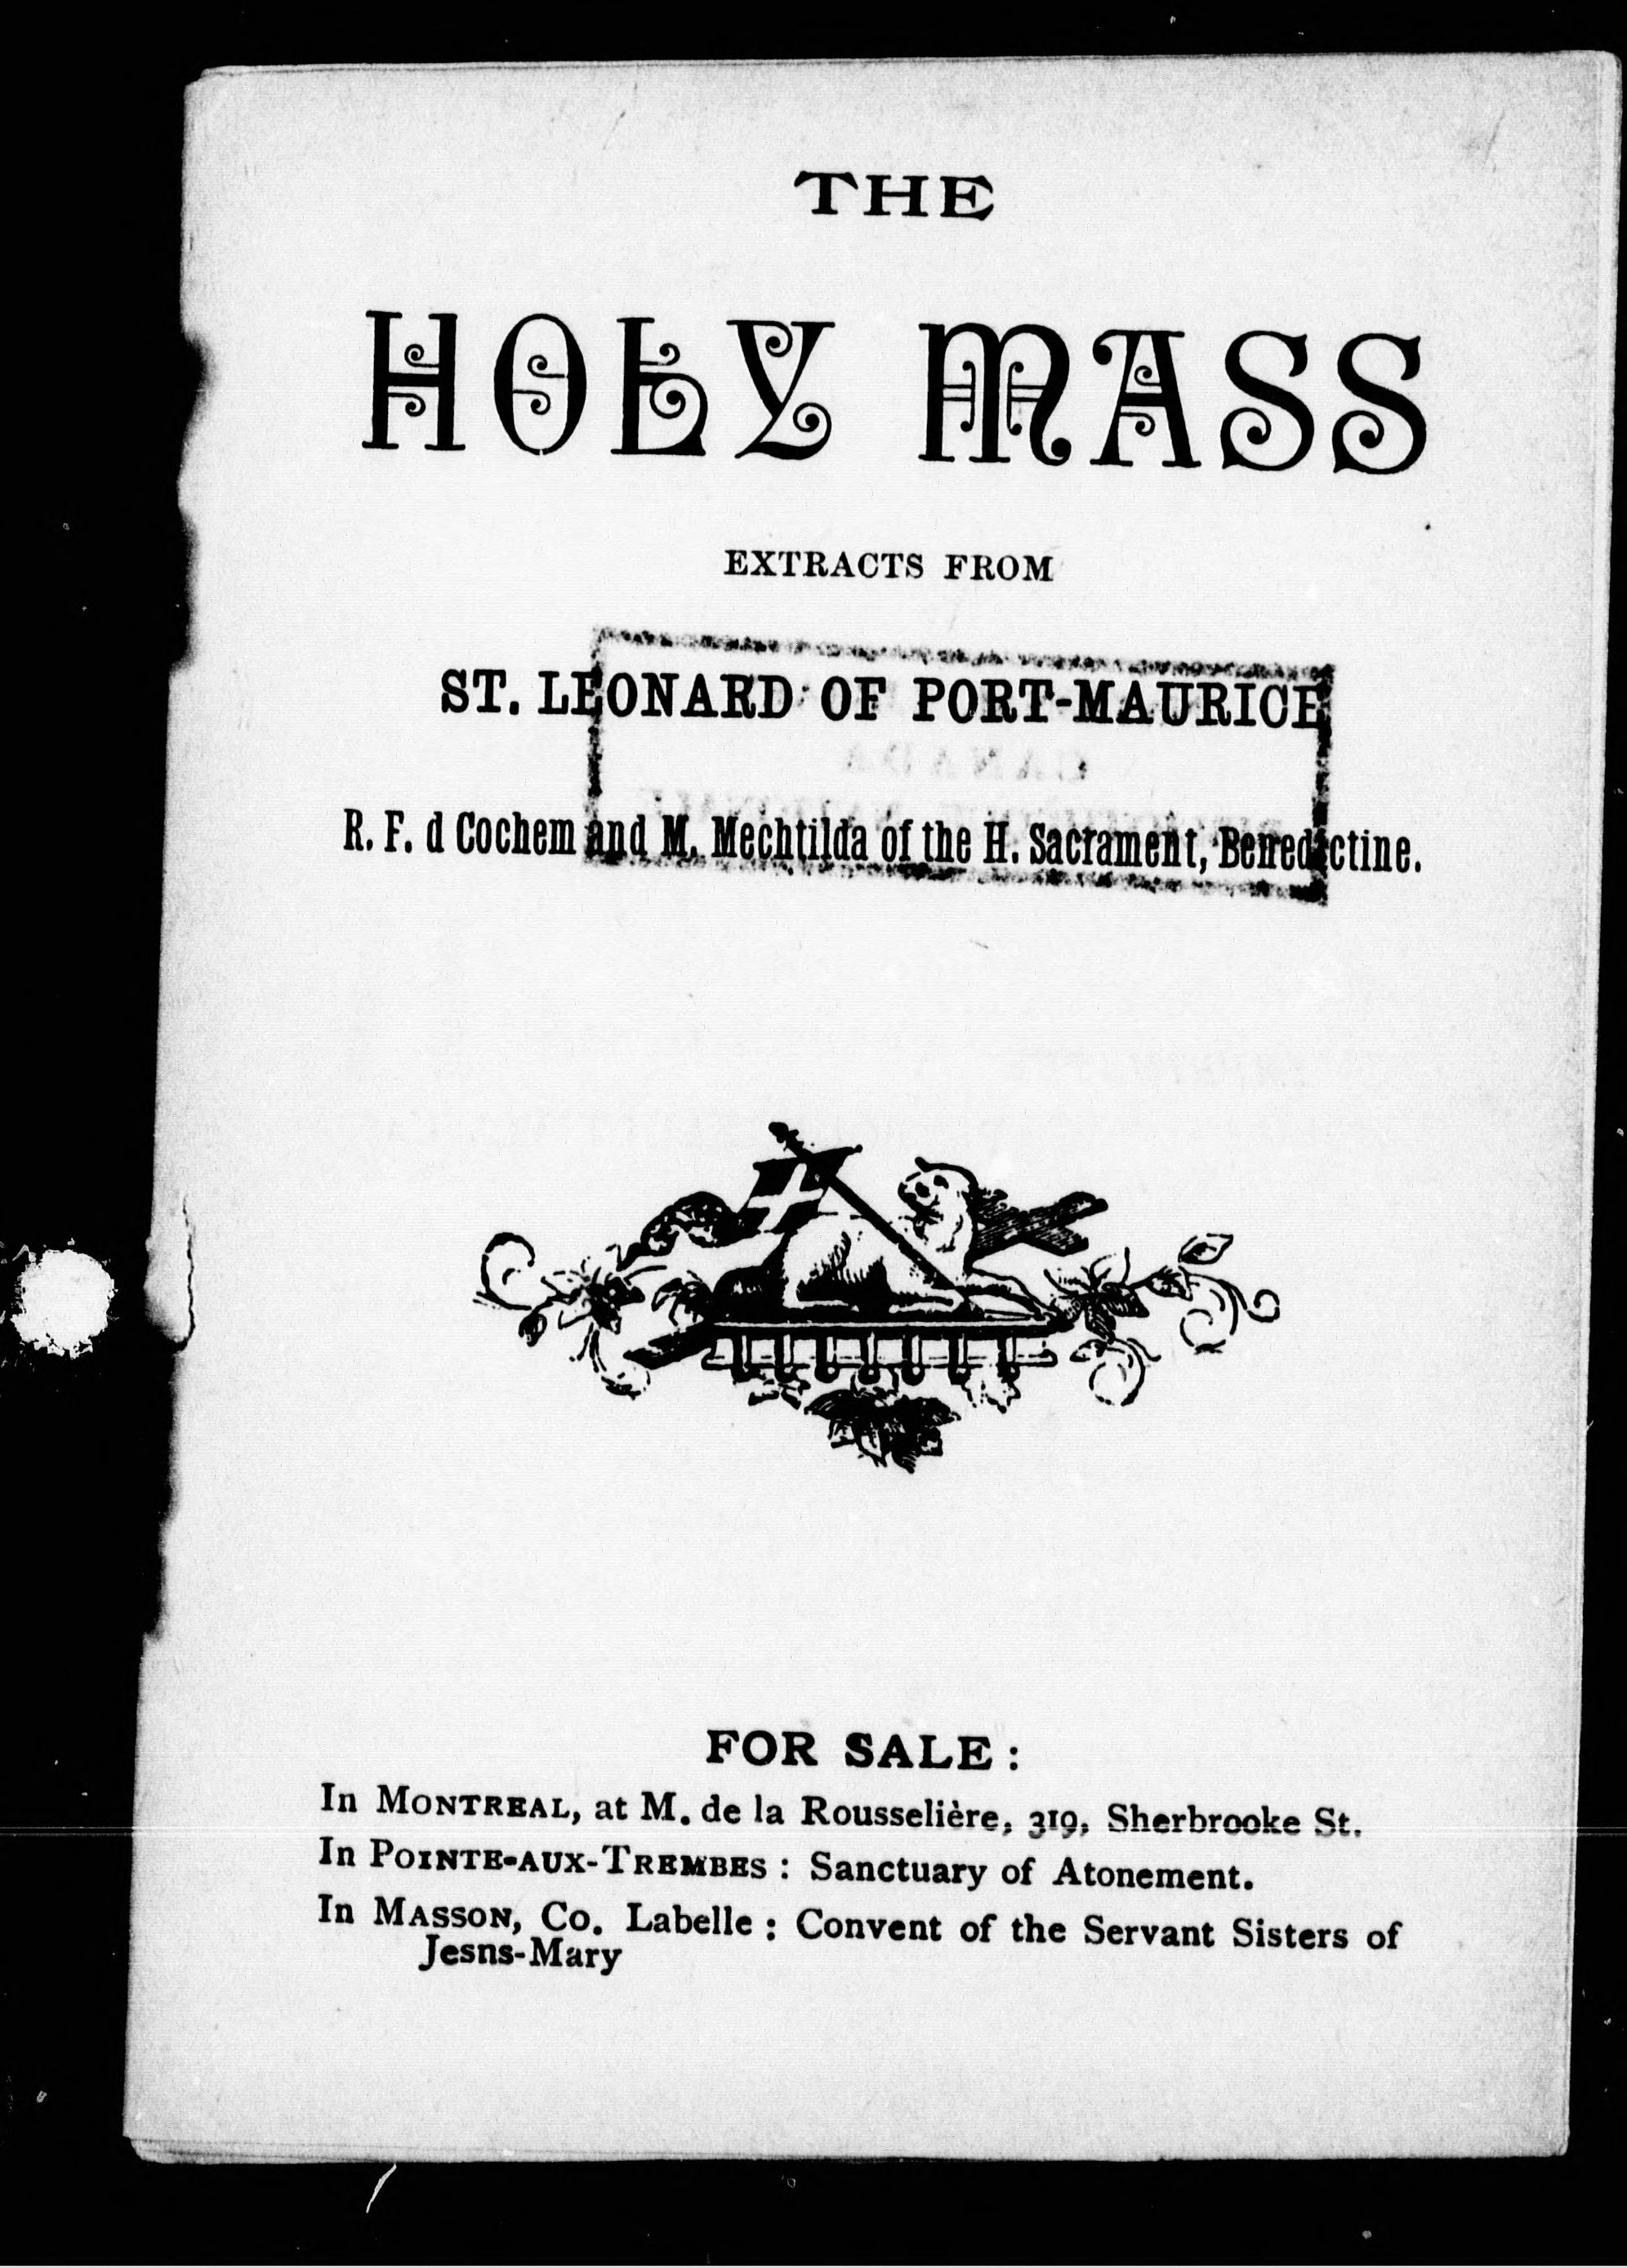 THE
HOLY MASS
EXTRACTS FROM
ST. LEONARD OF PORT-MAURICE
R. F. d Cochem and M. Mechtilda of the H. Sacrament, Benedictine.
FOR SALE :
In MONTREAL, at M. de la Rousselière, 319, Sherbrooke St.
In POINTE-AUX-TREMBES : Sanctuary of Atonement.
In MASSON, Co. Labelle : Convent of the Servant Sisters of
Jesns-Mary